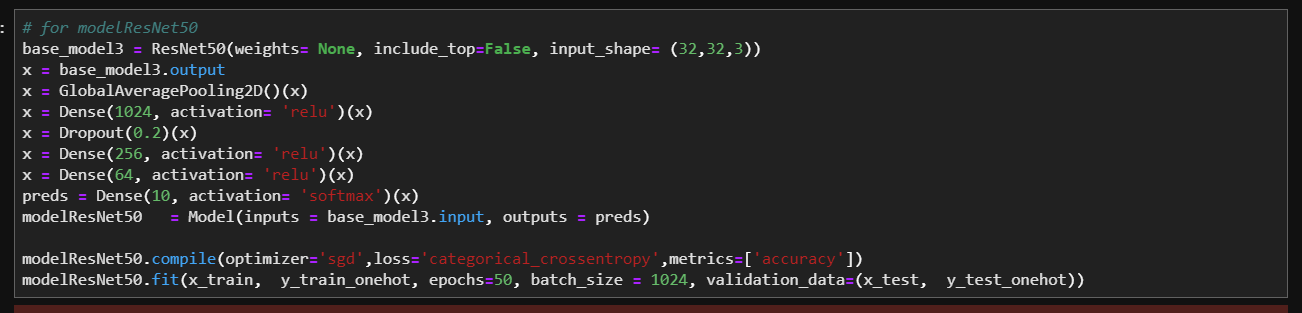 :
# for modelResNet50
base_model3 = ResNet50(weights= None, include_top=False, input_shape= (32,32,3))
x = base_model3.output
x = GlobalAveragePooling2D()(x)
x = Dense(1024, activation= 'relu')(x)
x = Dropout(0.2)(x)
x = Dense(256, activation= 'relu')(x)
x = Dense(64, activation= 'relu')(x)
preds = Dense(10, activation= 'softmax')(x)
modelResNet50   = Model(inputs = base_model3.input, outputs = preds)

modelResNet50.compile(optimizer='sgd',loss='categorical_crossentropy',metrics=['accuracy'])
modelResNet50.fit(x_train,  y_train_onehot, epochs=50, batch_size = 1024, validation_data=(x_test,  y_test_onehot))